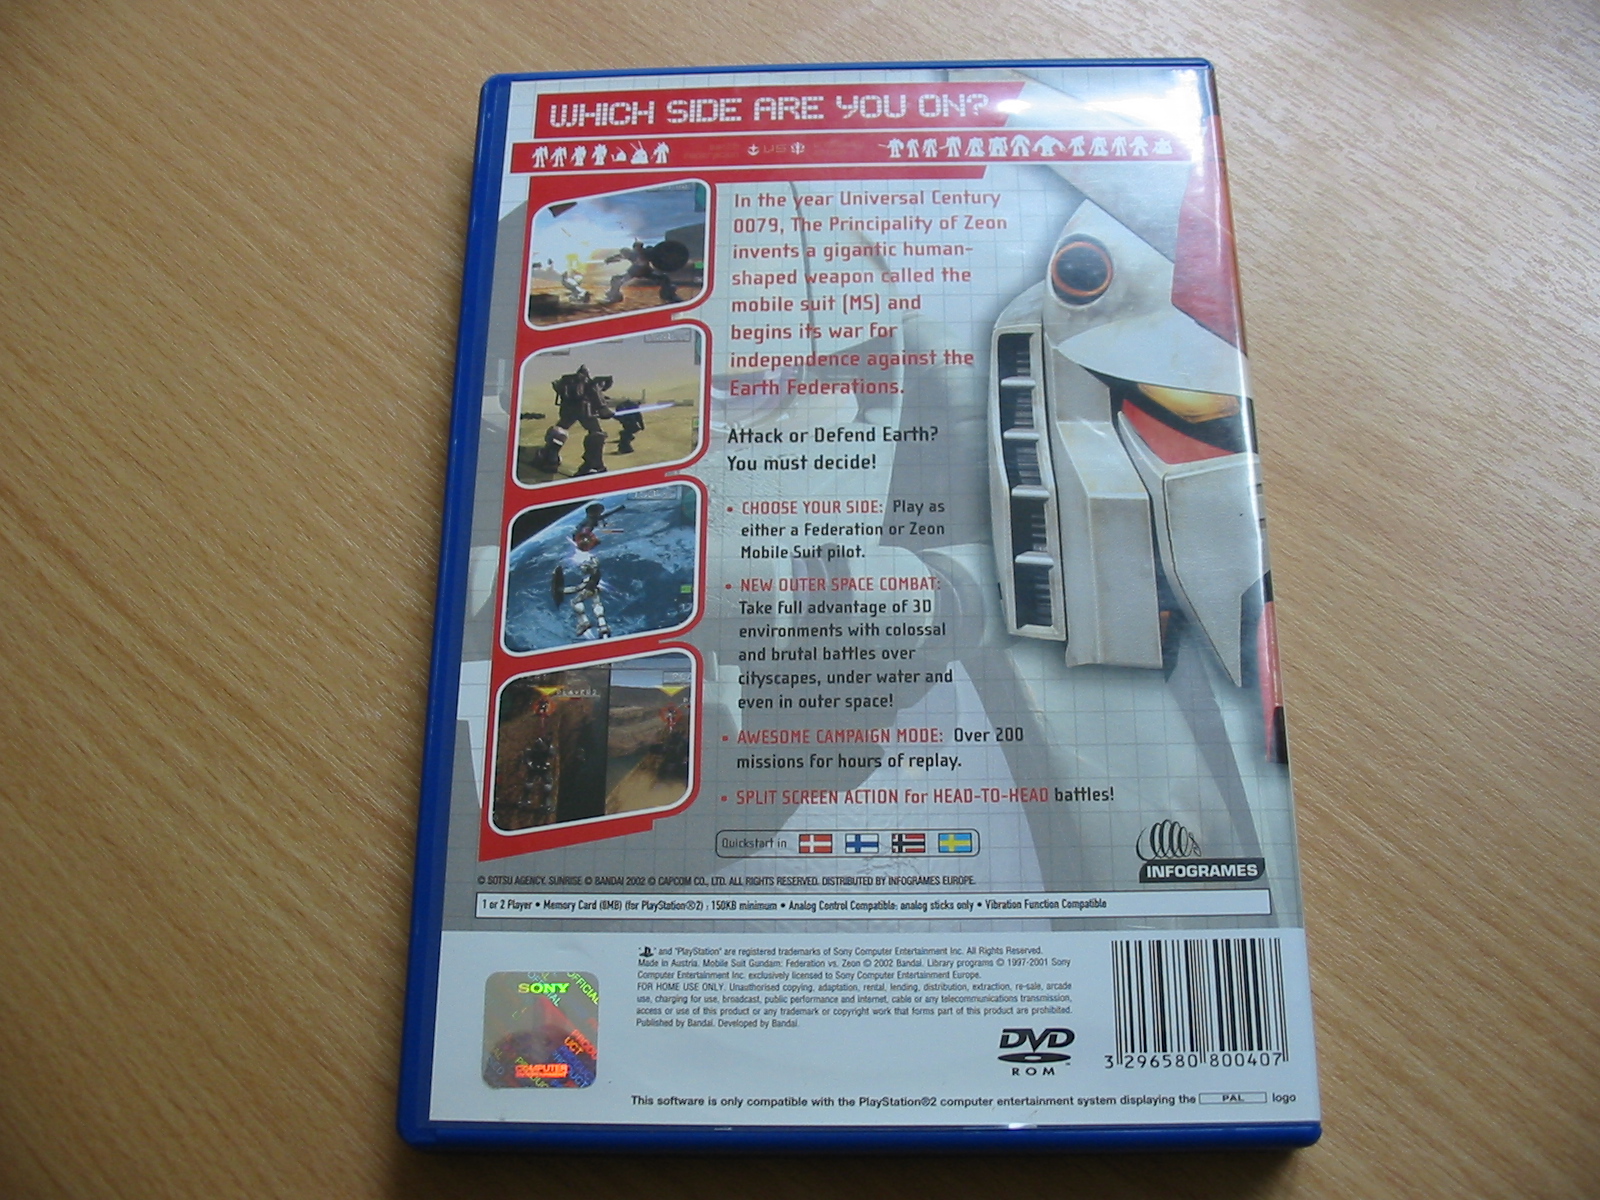 WHICH SIDE ARE YOU ON?
VS
In the year Universal Century
0079, The Principality of Zeon
invents a gigantic human-
shaped weapon called the
mobile suit (MS) and
begins its war for
independence against the
Earth Federations.
Attack or Defend Earth?
You must decide!
• CHOOSE YOUR SIDE: Play as
either a Federation or Zeon
Mobile Suit pilot.
• NEW OUTER SPACE COMBAT:
Take full advantage of 3D
environments with colossal
and brutal battles over
cityscapes, under water and
even in outer space!
• AWESOME CAMPAIGN MODE: Over 200
missions for hours of replay.
• SPLIT SCREEN ACTION for HEAD-TO-HEAD battles!
PLAYER2
Quickstart in
INFOGRAMES
© SOTSU AGENCY. SUNRISE © BANDAI 2002 © CAPCOM CO., LTD. ALL RIGHTS RESERVED. DISTRIBUTED BY INFOGRAMES EUROPE.
1 or 2 Player • Memory Card (8MB) (for PlayStation®2) : 150KB minimum • Analog Control Compatible: analog sticks only • Vibration Function Compatible
" " and "PlayStation" are registered trademarks of Sony Computer Entertainment Inc. All Rights Reserved.
Made in Austria. Mobile Suit Gundam: Federation vs. Zeon © 2002 Bandai. Library programs © 1997-2001 Sony
Computer Entertainment Inc. exclusively licensed to Sony Computer Entertainment Europe.
FOR HOME USE ONLY. Unauthorised copying, adaptation, rental, lending, distribution, extraction, re-sale, arcade
use, charging for use, broadcast, public performance and internet, cable or any telecommunications transmission,
access or use of this product or any trademark or copyright work that forms part of this product are prohibited.
Published by Bandai. Developed by Bandai.
SONY
OFFICIAL
PRODUCT
COMPUTER
DVD
ROM
3 296580 800407
This software is only compatible with the PlayStation®2 computer entertainment system displaying the PAL logo